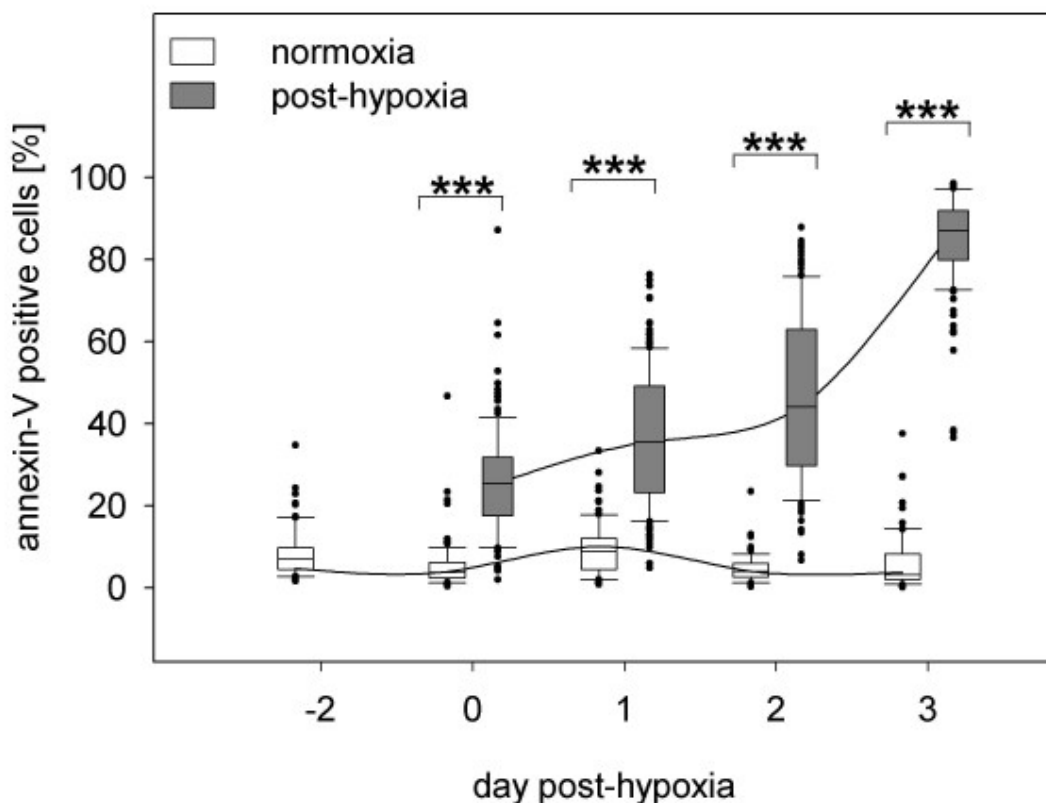 normoxia
post-hypoxia
annexin-V positive cells [%]
***
***
***
***
100
80
60
40
20
0
-2 0 1 2 3
day post-hypoxia